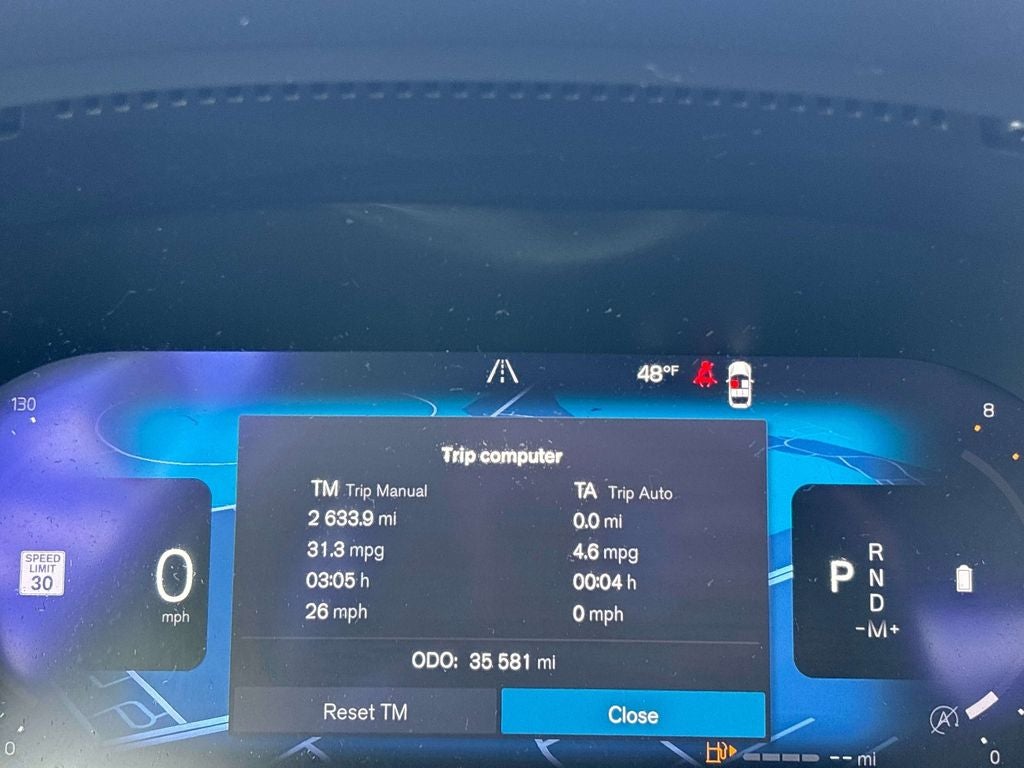 48°F
130
8
Trip computer
TM Trip Manual
2 633.9 mi
31.3 mpg
03:05 h
26 mph
TA Trip Auto
0.0 mi
4.6 mpg
00:04 h
0 mph
SPEED
LIMIT
30
0
mph
P
R
N
D
-M+
ODO: 35 581 mi
Reset TM
Close
A
0
-- mi
0